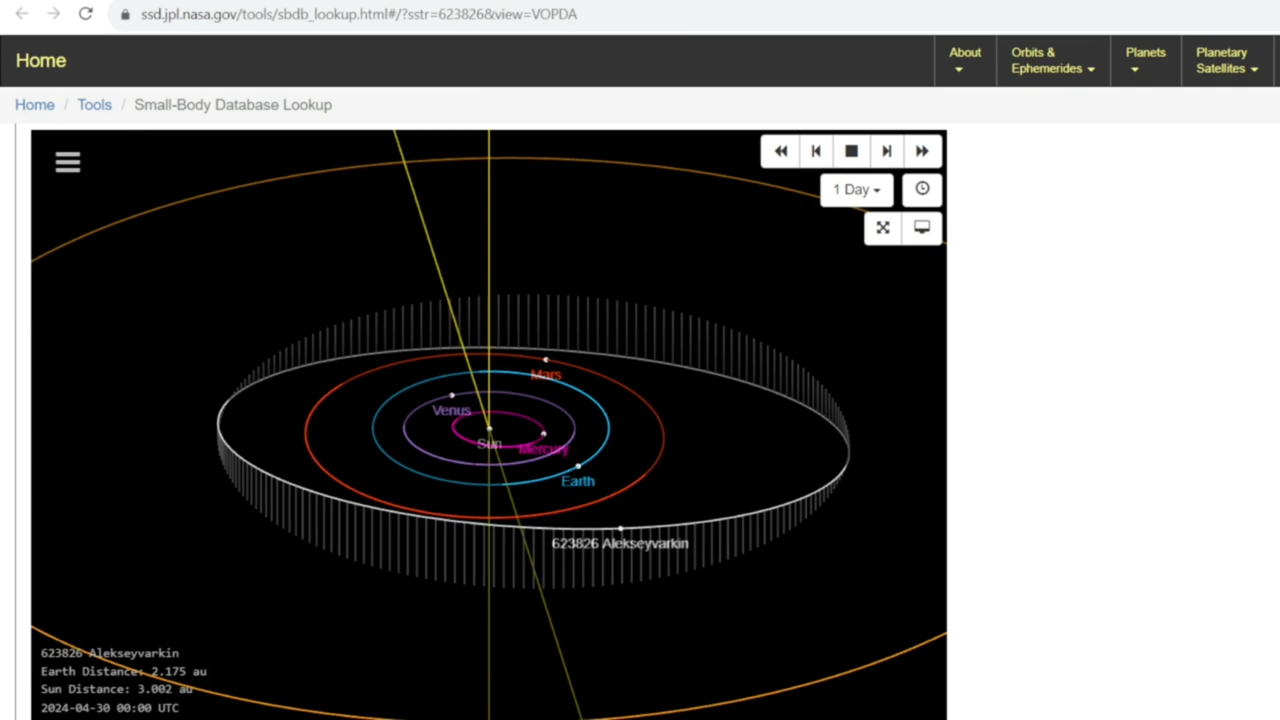 ssd.jpl.nasa.gov/tools/sbdb_lookup.html#/?sstr=623826&view=VOPDA
Home
About
Orbits &
Ephemerides
Planets
Planetary
Satellites
Home / Tools / Small-Body Database Lookup
1 Day
Mars
Venus
Sun
Mercury
Earth
623826 Alekseyvarkin
623826 Alekseyvarkin
Earth Distance: 2.175 au
Sun Distance: 3.002 au
2024-04-30 00:00 UTC